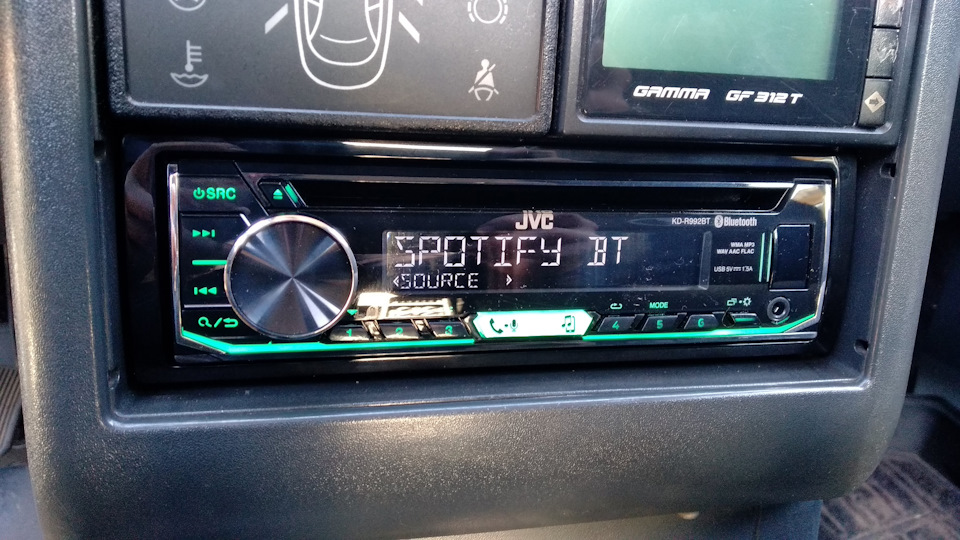 GAMMA GF 312 T
SRC
JVC
KD-R992BT Bluetooth
SPOTIFY BT
WMA MP3
WAV AAC FLAC
SOURCE
USB 5V 1.5A
MODE
1 2 3 4 5 6